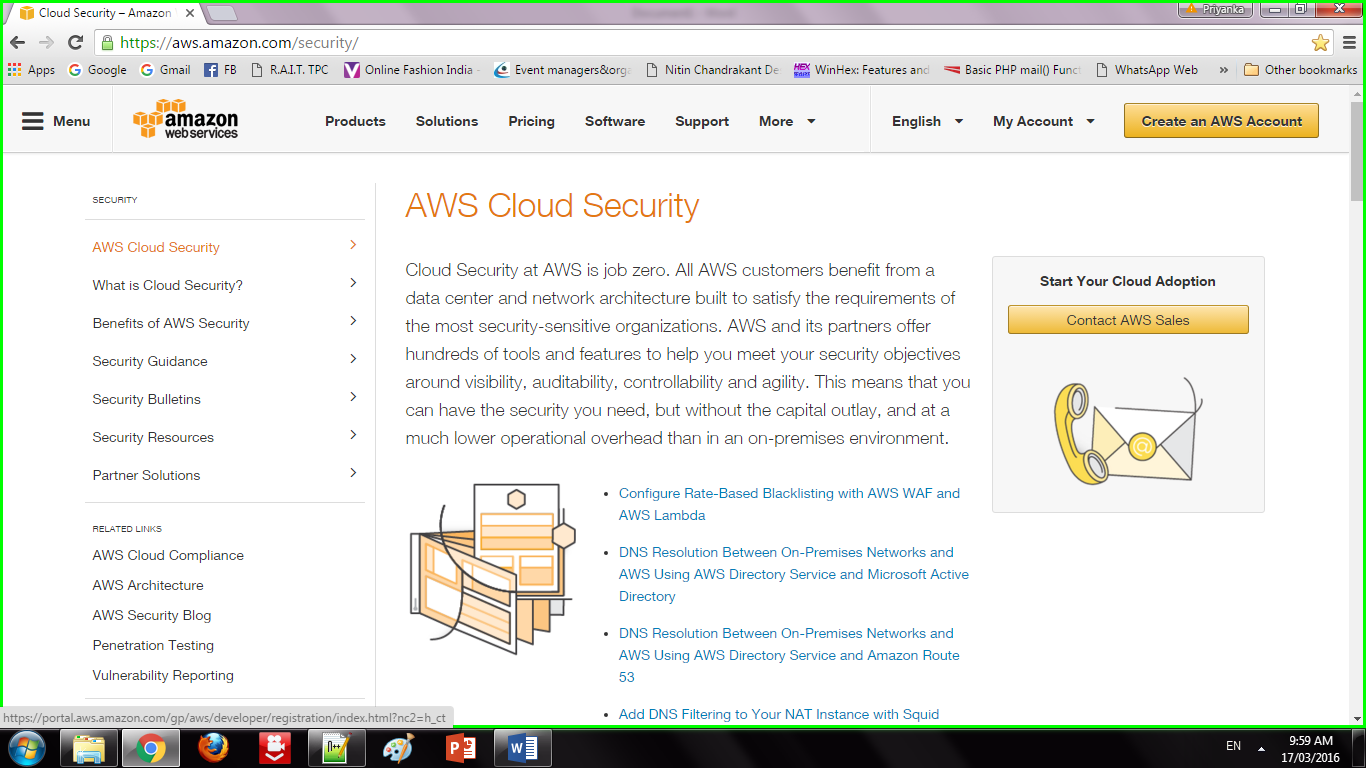 Cloud Security – Amazon
Priyanka
https://aws.amazon.com/security/
Apps Google Gmail FB R.A.I.T. TPC Online Fashion India - Event managers&org Nitin Chandrakant De WinHex: Features and Basic PHP mail() Funct WhatsApp Web » Other bookmarks
Menu amazon web services Products Solutions Pricing Software Support More English My Account Create an AWS Account
SECURITY
AWS Cloud Security
What is Cloud Security?
Benefits of AWS Security
Security Guidance
Security Bulletins
Security Resources
Partner Solutions
RELATED LINKS
AWS Cloud Compliance
AWS Architecture
AWS Security Blog
Penetration Testing
Vulnerability Reporting
AWS Cloud Security
Cloud Security at AWS is job zero. All AWS customers benefit from a
data center and network architecture built to satisfy the requirements of
the most security-sensitive organizations. AWS and its partners offer
hundreds of tools and features to help you meet your security objectives
around visibility, auditability, controllability and agility. This means that you
can have the security you need, but without the capital outlay, and at a
much lower operational overhead than in an on-premises environment.
• Configure Rate-Based Blacklisting with AWS WAF and
AWS Lambda
• DNS Resolution Between On-Premises Networks and
AWS Using AWS Directory Service and Microsoft Active
Directory
• DNS Resolution Between On-Premises Networks and
AWS Using AWS Directory Service and Amazon Route
53
• Add DNS Filtering to Your NAT Instance with Squid
Start Your Cloud Adoption
Contact AWS Sales
@
https://portal.aws.amazon.com/gp/aws/developer/registration/index.html?nc2=h_ct
EN
9:59 AM
17/03/2016